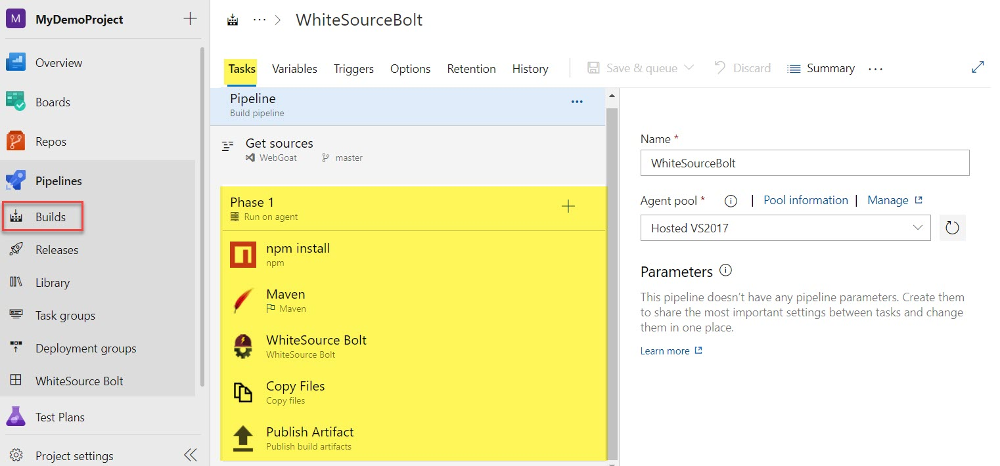 M MyDemoProject
Overview
Boards
Repos
Pipelines
Builds
Releases
Library
Task groups
Deployment groups
WhiteSource Bolt
Test Plans
Project settings
··· > WhiteSourceBolt
Tasks Variables Triggers Options Retention History Save & queue Discard Summary ···
Pipeline ···
Build pipeline
Get sources
WebGoat master
Phase 1
Run on agent
npm install
npm
Maven
Maven
WhiteSource Bolt
WhiteSource Bolt
Copy Files
Copy files
Publish Artifact
Publish build artifacts
Name *
WhiteSourceBolt
Agent pool * | Pool information | Manage
Hosted VS2017
Parameters
This pipeline doesn’t have any pipeline parameters. Create them
to share the most important settings between tasks and change
them in one place.
Learn more